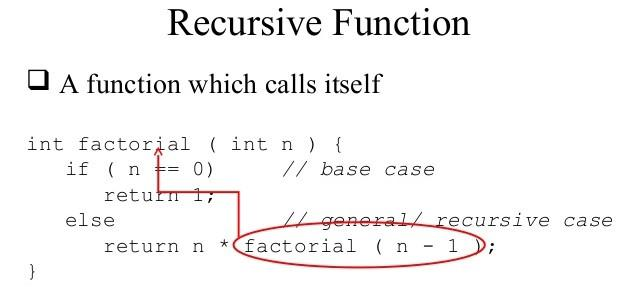 Recursive Function
❑ A function which calls itself
int factorial ( int n ) {
if ( n == 0) // base case
return 1;
else // general/ recursive case
return n * factorial ( n - 1 );
}